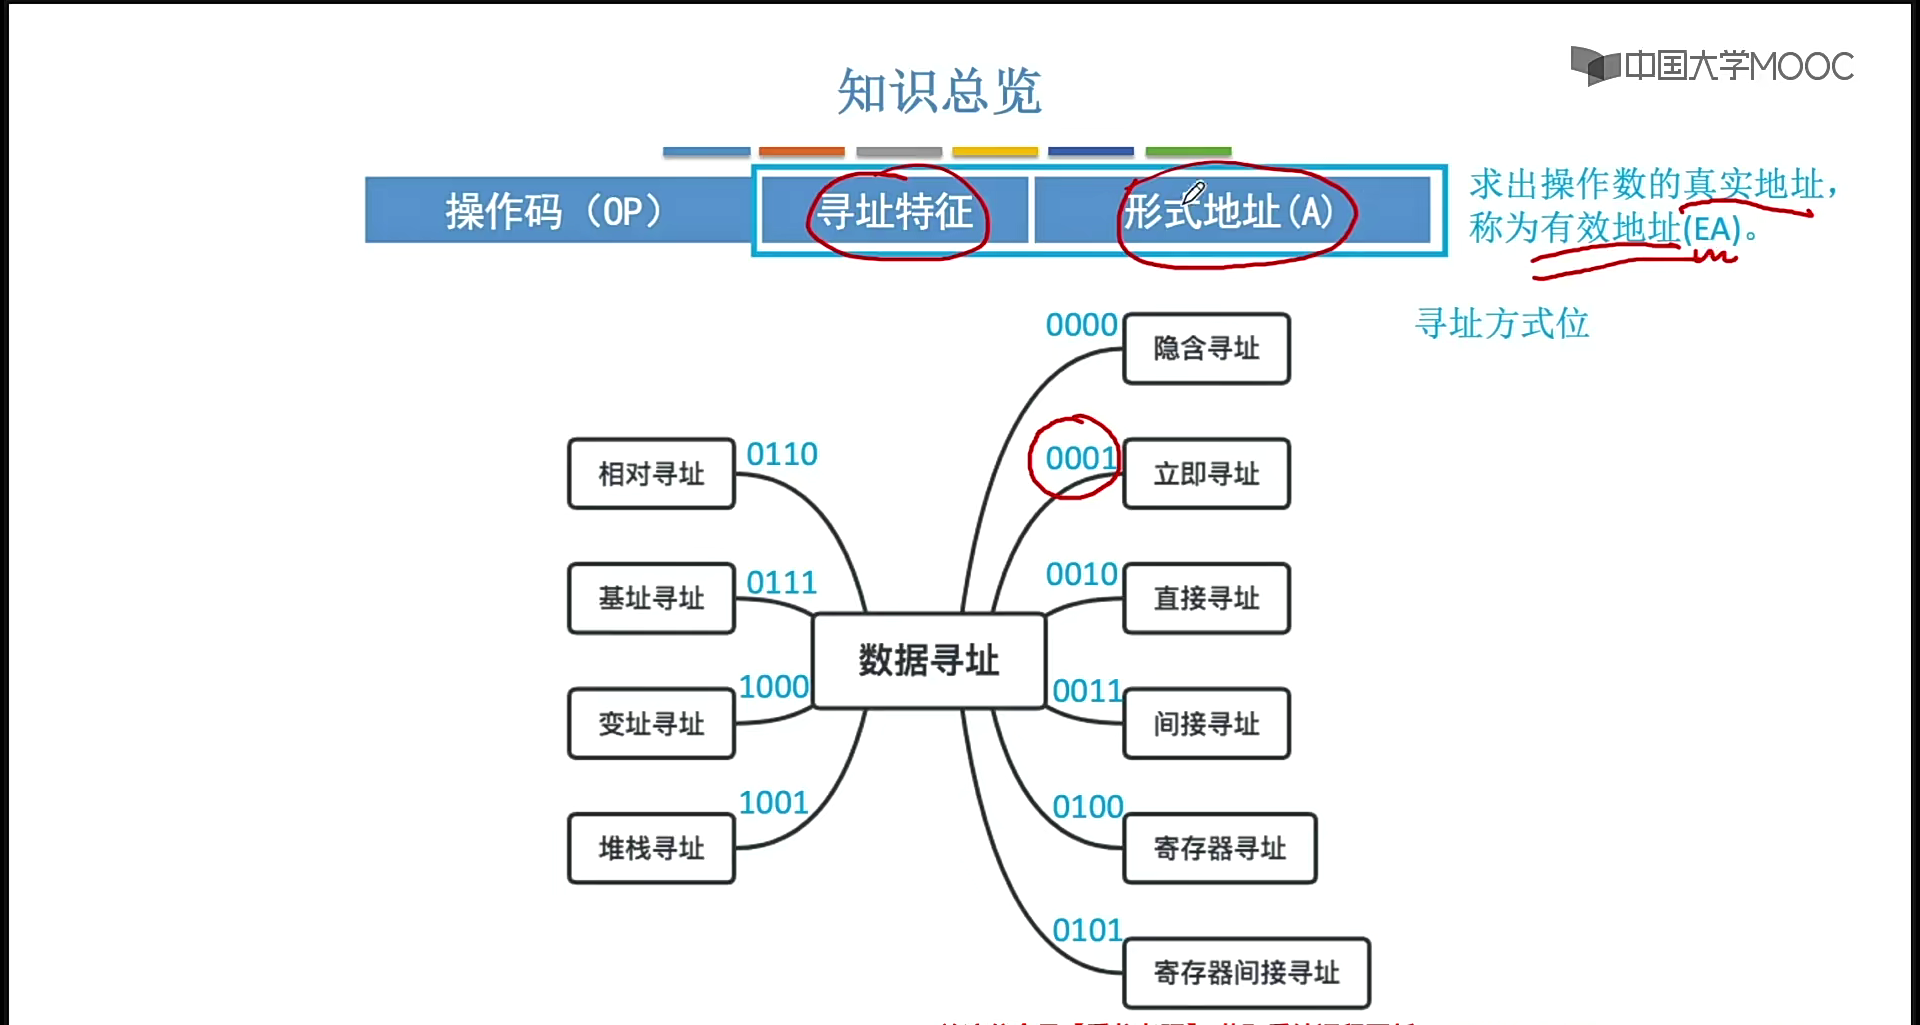 中国大学MOOC
知识总览
操作码（OP） 寻址特征 形式地址(A)
求出操作数的真实地址，
称为有效地址(EA)。
寻址方式位
0000 隐含寻址
0001 立即寻址
0010 直接寻址
0011 间接寻址
0100 寄存器寻址
0101 寄存器间接寻址
数据寻址
相对寻址 0110
基址寻址 0111
变址寻址 1000
堆栈寻址 1001